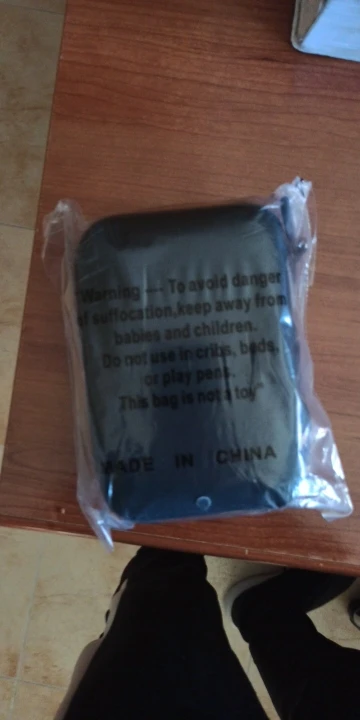 "Warning --- To avoid danger
of suffocation,keep away from
babies and children.
Do not use in cribs, beds,
or play pens.
This bag is not a toy"
MADE IN CHINA